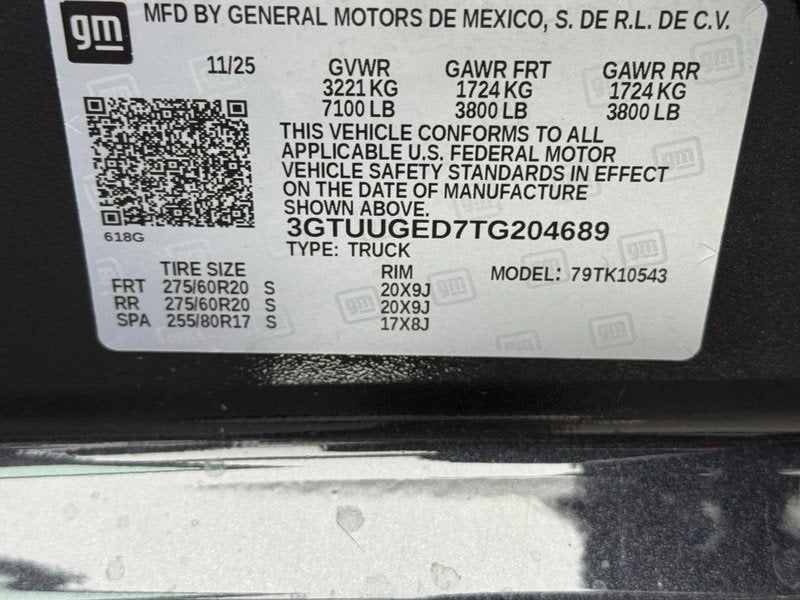 gm
MFD BY GENERAL MOTORS DE MEXICO, S. DE R.L. DE C.V.
11/25 GVWR GAWR FRT GAWR RR
3221 KG 1724 KG 1724 KG
7100 LB 3800 LB 3800 LB
THIS VEHICLE CONFORMS TO ALL
APPLICABLE U.S. FEDERAL MOTOR
VEHICLE SAFETY STANDARDS IN EFFECT
ON THE DATE OF MANUFACTURE
SHOWN ABOVE.
618G
3GTUUGED7TG204689
TYPE: TRUCK
TIRE SIZE RIM MODEL: 79TK10543
FRT 275/60R20 S 20X9J
RR 275/60R20 S 20X9J
SPA 255/80R17 S 17X8J